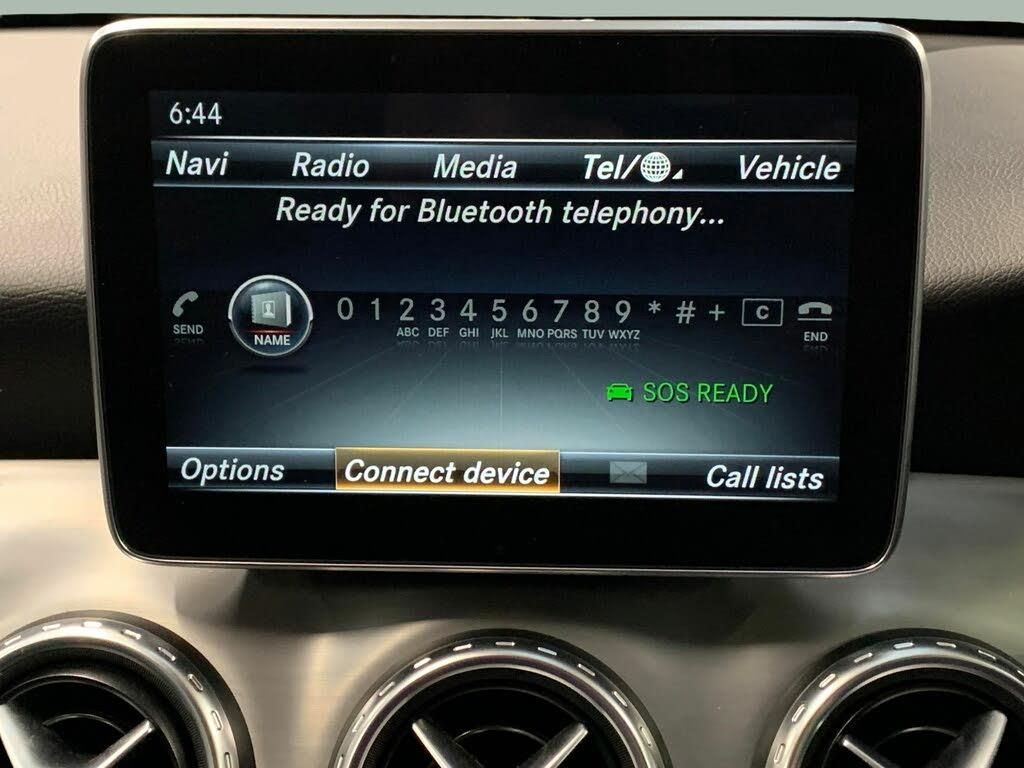 6:44
Navi Radio Media Tel/ Vehicle
Ready for Bluetooth telephony...
0 1 2 3 4 5 6 7 8 9 * # + C
SEND NAME ABC DEF GHI JKL MNO PQRS TUV WXYZ END
SOS READY
Options Connect device Call lists